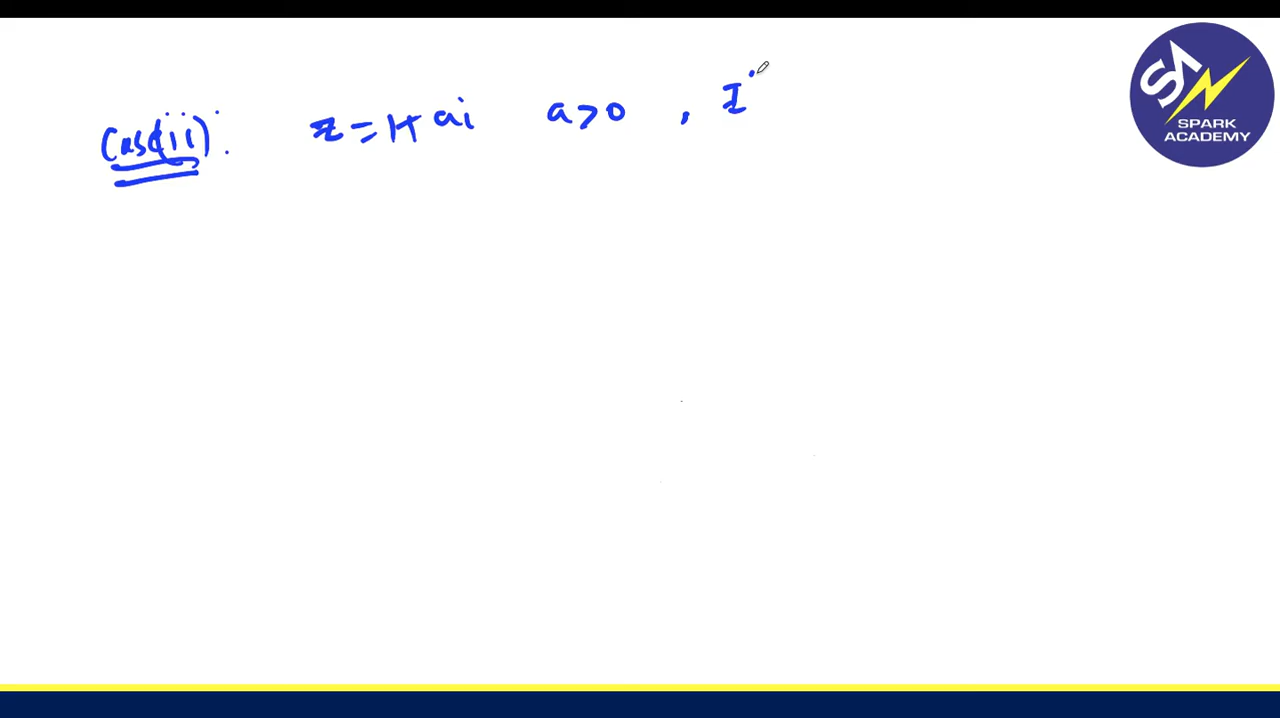 Case(ii): z = 1+ai a>0 , I
SPARK
ACADEMY